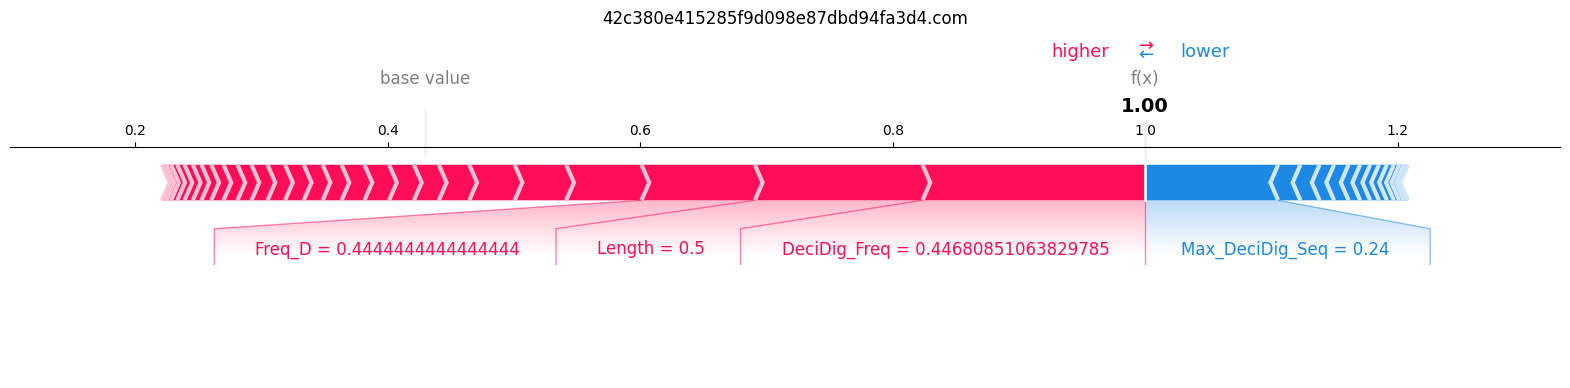 42c380e415285f9d098e87dbd94fa3d4.com
higher ⇄ lower
base value f(x)
1.00
0.2 0.4 0.6 0.8 1.0 1.2
Freq_D = 0.4444444444444444 Length = 0.5 DeciDig_Freq = 0.44680851063829785 Max_DeciDig_Seq = 0.24